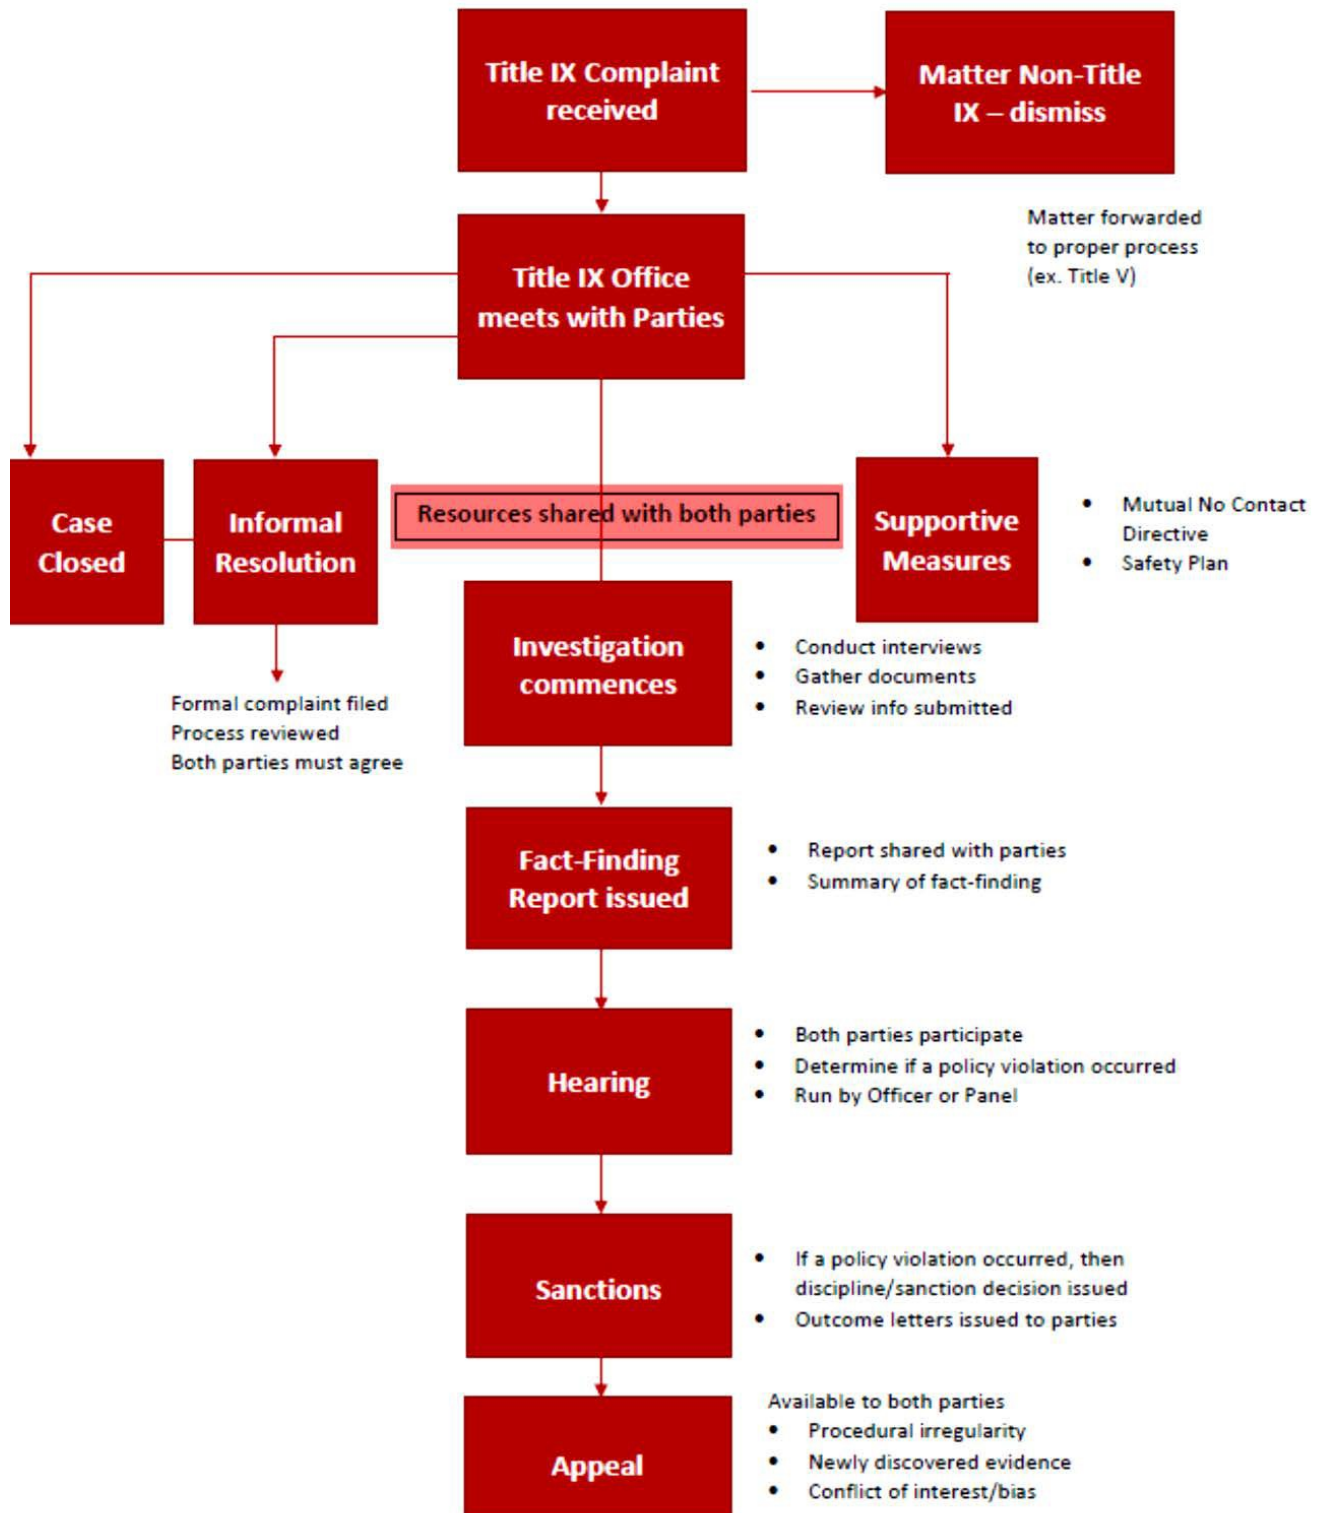 Title IX Complaint
received
Matter Non-Title
IX – dismiss
Matter forwarded
to proper process
(ex. Title V)
Title IX Office
meets with Parties
Case
Closed
Informal
Resolution
Resources shared with both parties
Supportive
Measures
• Mutual No Contact
Directive
• Safety Plan
Formal complaint filed
Process reviewed
Both parties must agree
Investigation
commences
• Conduct interviews
• Gather documents
• Review info submitted
Fact-Finding
Report issued
• Report shared with parties
• Summary of fact-finding
Hearing
• Both parties participate
• Determine if a policy violation occurred
• Run by Officer or Panel
Sanctions
• If a policy violation occurred, then
discipline/sanction decision issued
• Outcome letters issued to parties
Appeal
Available to both parties
• Procedural irregularity
• Newly discovered evidence
• Conflict of interest/bias